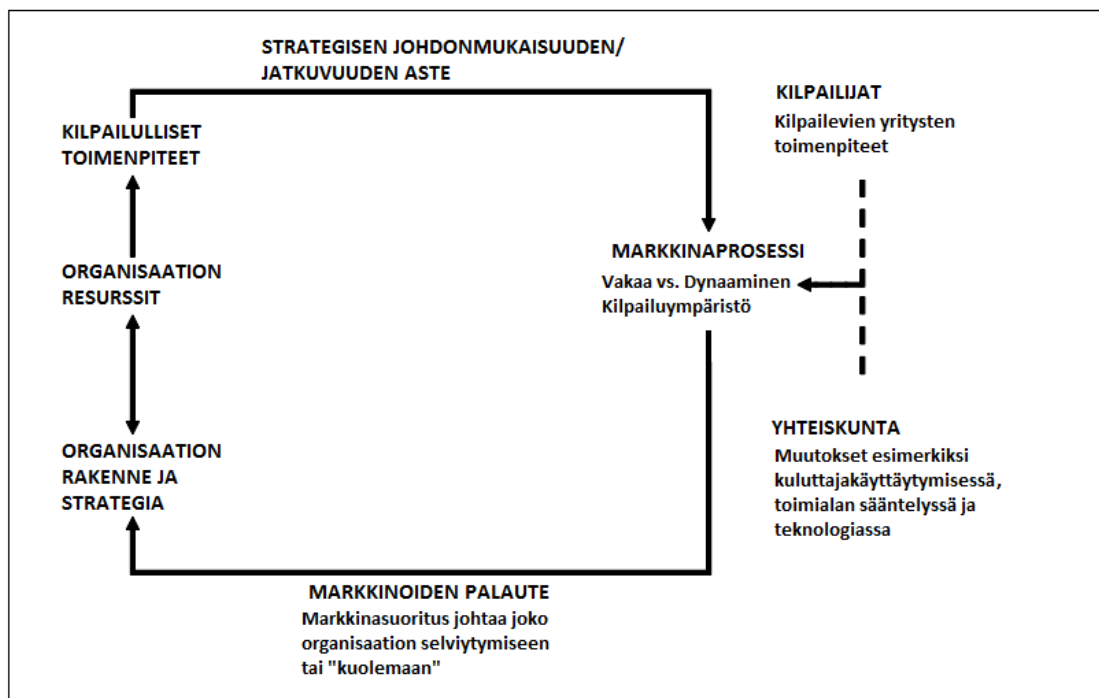 STRATEGISEN JOHDONMUKAISUUDEN/
JATKUVUUDEN ASTE
KILPAILIJAT
Kilpailevien yritysten
toimenpiteet
KILPAILULLISET
TOIMENPITEET
MARKKINAPROSESSI
Vakaa vs. Dynaaminen
Kilpailuympäristö
ORGANISAATION
RESURSSIT
ORGANISAATION
RAKENNE JA
STRATEGIA
YHTEISKUNTA
Muutokset esimerkiksi
kuluttajakäyttäytymisessä,
toimialan sääntelyssä ja
teknologiassa
MARKKINOIDEN PALAUTE
Markkinasuoritus johtaa joko
organisaation selviytymiseen
tai "kuolemaan"